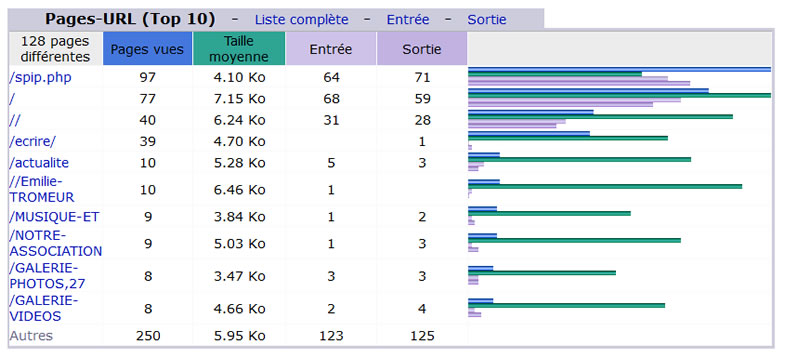 Pages-URL (Top 10) - Liste complète - Entrée - Sortie
128 pages différentes Pages vues Taille moyenne Entrée Sortie
/spip.php 97 4.10 Ko 64 71
/ 77 7.15 Ko 68 59
// 40 6.24 Ko 31 28
/ecrire/ 39 4.70 Ko 1
/actualite 10 5.28 Ko 5 3
//Emilie-
TROMEUR 10 6.46 Ko 1
/MUSIQUE-ET 9 3.84 Ko 1 2
/NOTRE-
ASSOCIATION 9 5.03 Ko 1 3
/GALERIE-
PHOTOS,27 8 3.47 Ko 3 3
/GALERIE-
VIDEOS 8 4.66 Ko 2 4
Autres 250 5.95 Ko 123 125